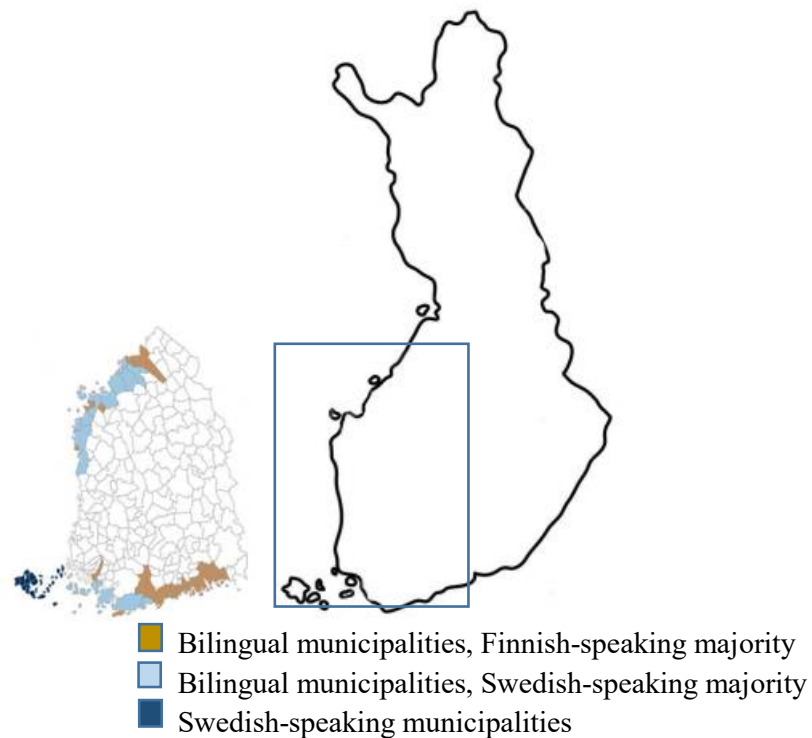 Bilingual municipalities, Finnish-speaking majority
Bilingual municipalities, Swedish-speaking majority
Swedish-speaking municipalities